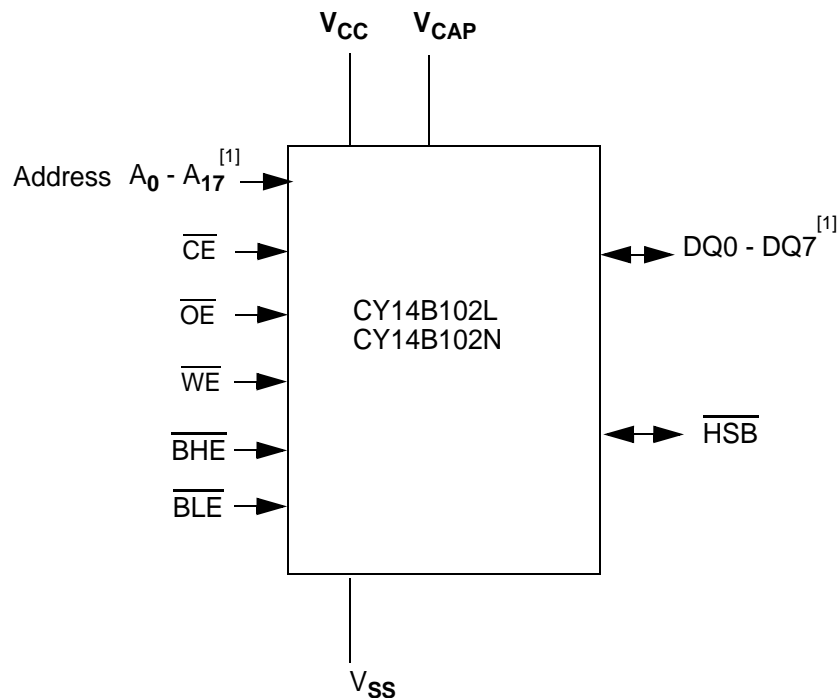 VCC VCAP
Address A0 - A17[1]
CE
DQ0 - DQ7[1]
OE
CY14B102L
CY14B102N
WE
HSB
BHE
BLE
VSS